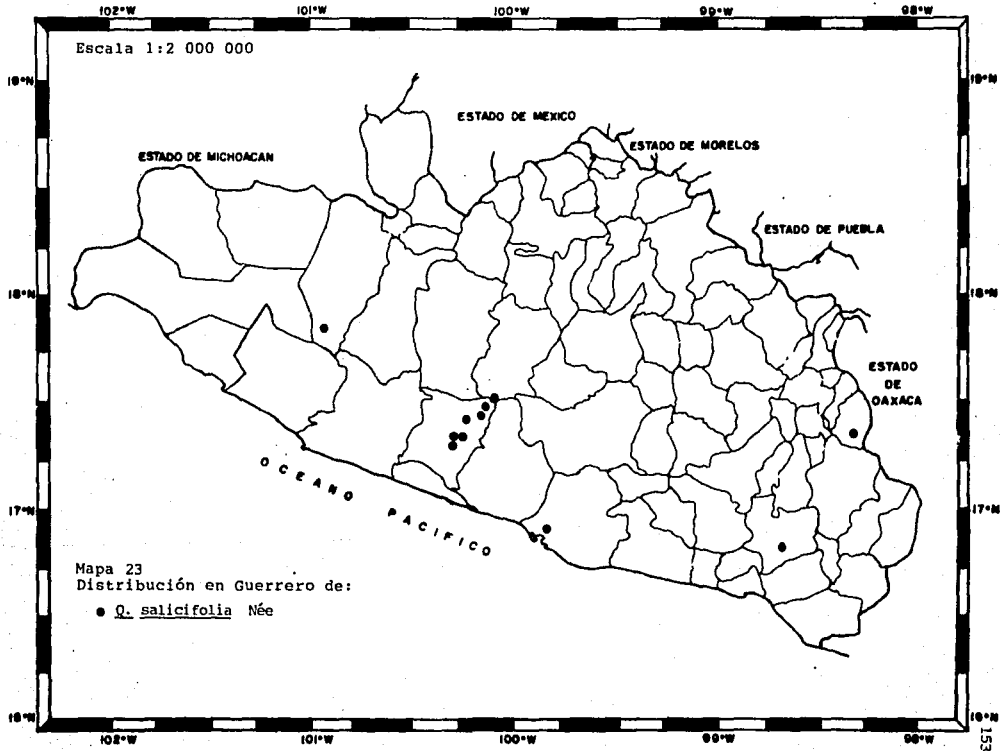 102°W 101°W 100°W 99°W 98°W
Escala 1:2 000 000
19°N 19°N
ESTADO DE MEXICO
ESTADO DE MORELOS
ESTADO DE MICHOACAN
ESTADO DE PUEBLA
18°N 18°N
ESTADO
DE
OAXACA
OCEANO PACIFICO
17°N 17°N
Mapa 23
Distribución en Guerrero de:
Q. salicifolia Née
16°N 16°N
102°W 101°W 100°W 99°W 98°W
153